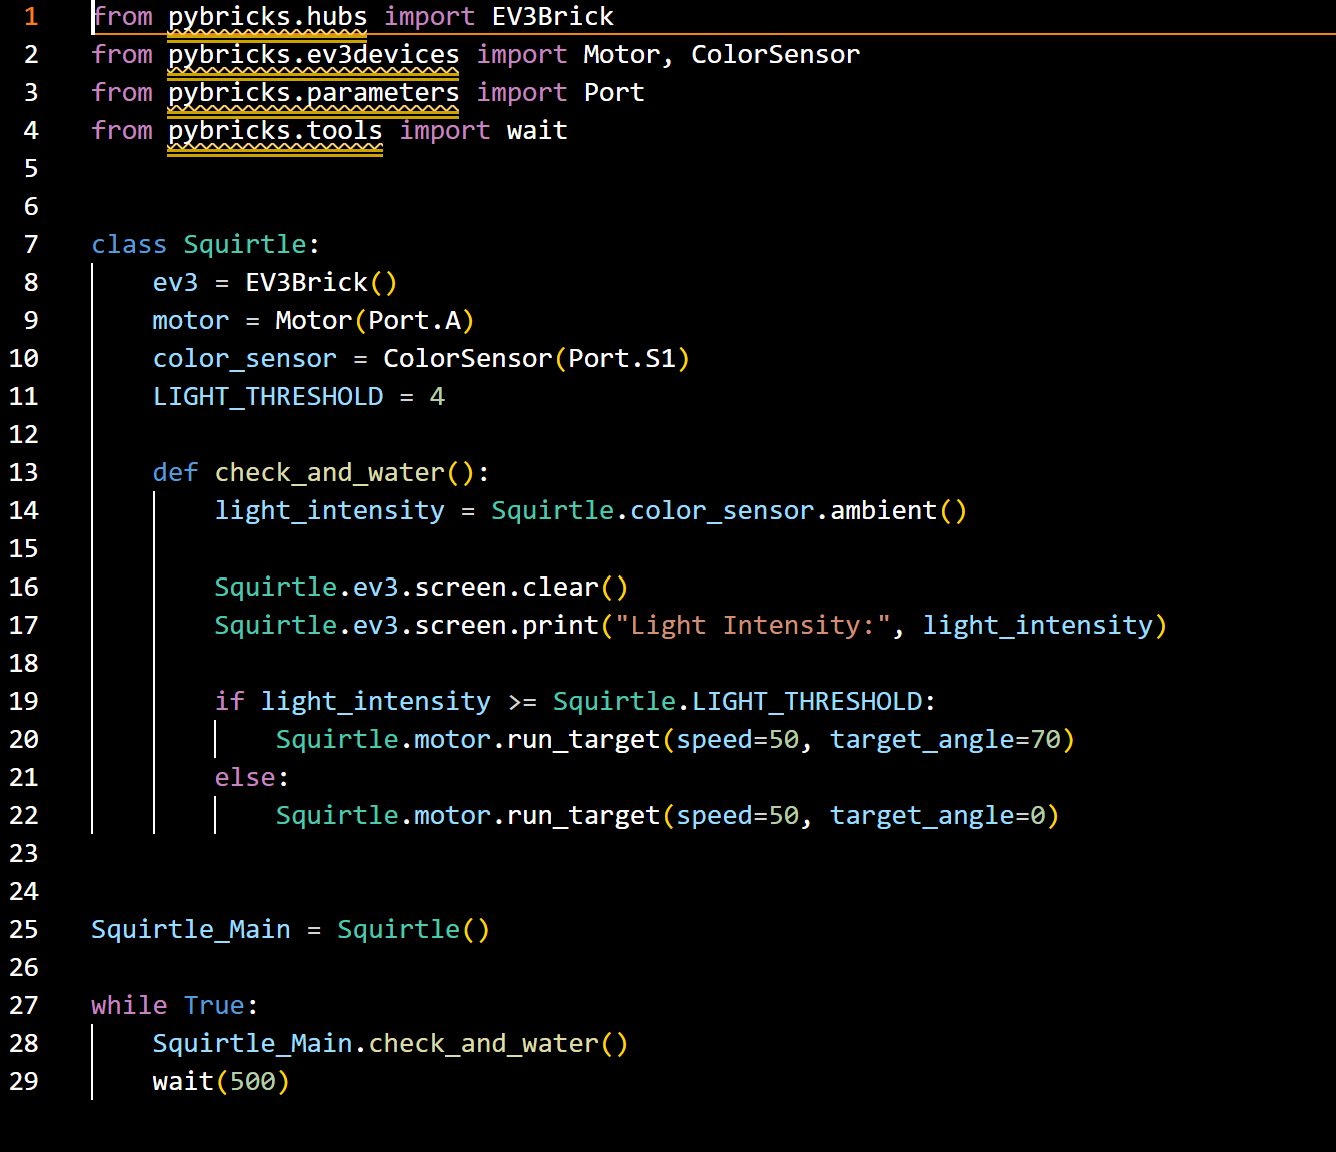 1 from pybricks.hubs import EV3Brick
2 from pybricks.ev3devices import Motor, ColorSensor
3 from pybricks.parameters import Port
4 from pybricks.tools import wait
5
6
7 class Squirtle:
8     ev3 = EV3Brick()
9     motor = Motor(Port.A)
10     color_sensor = ColorSensor(Port.S1)
11     LIGHT_THRESHOLD = 4
12
13     def check_and_water():
14         light_intensity = Squirtle.color_sensor.ambient()
15
16         Squirtle.ev3.screen.clear()
17         Squirtle.ev3.screen.print("Light Intensity:", light_intensity)
18
19         if light_intensity >= Squirtle.LIGHT_THRESHOLD:
20             Squirtle.motor.run_target(speed=50, target_angle=70)
21         else:
22             Squirtle.motor.run_target(speed=50, target_angle=0)
23
24
25 Squirtle_Main = Squirtle()
26
27 while True:
28     Squirtle_Main.check_and_water()
29     wait(500)